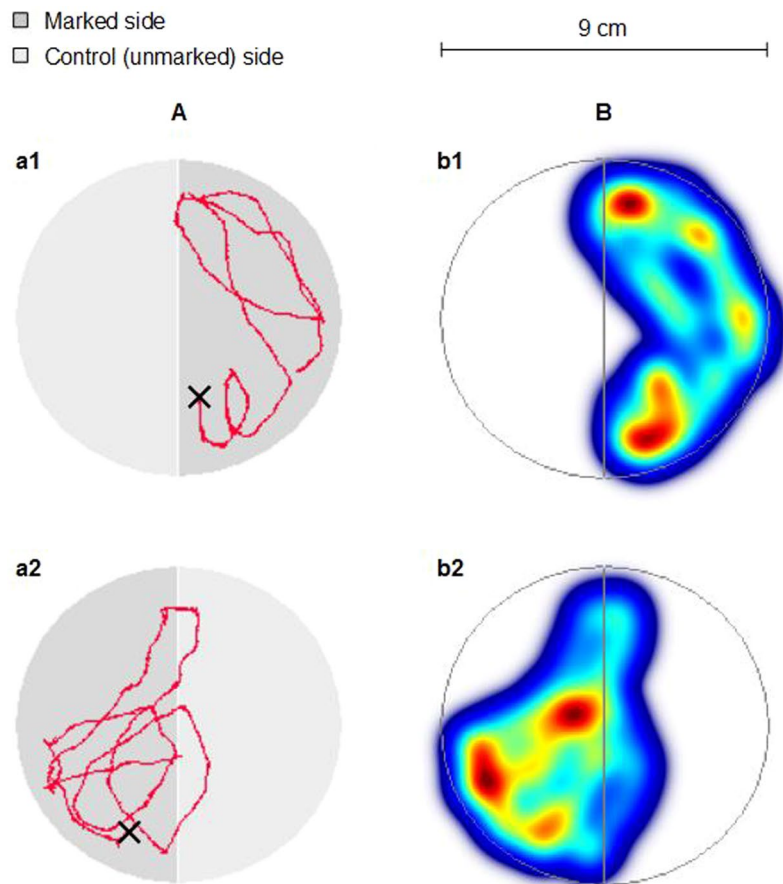 Marked side
Control (unmarked) side
9 cm
A
B
a1
b1
a2
b2